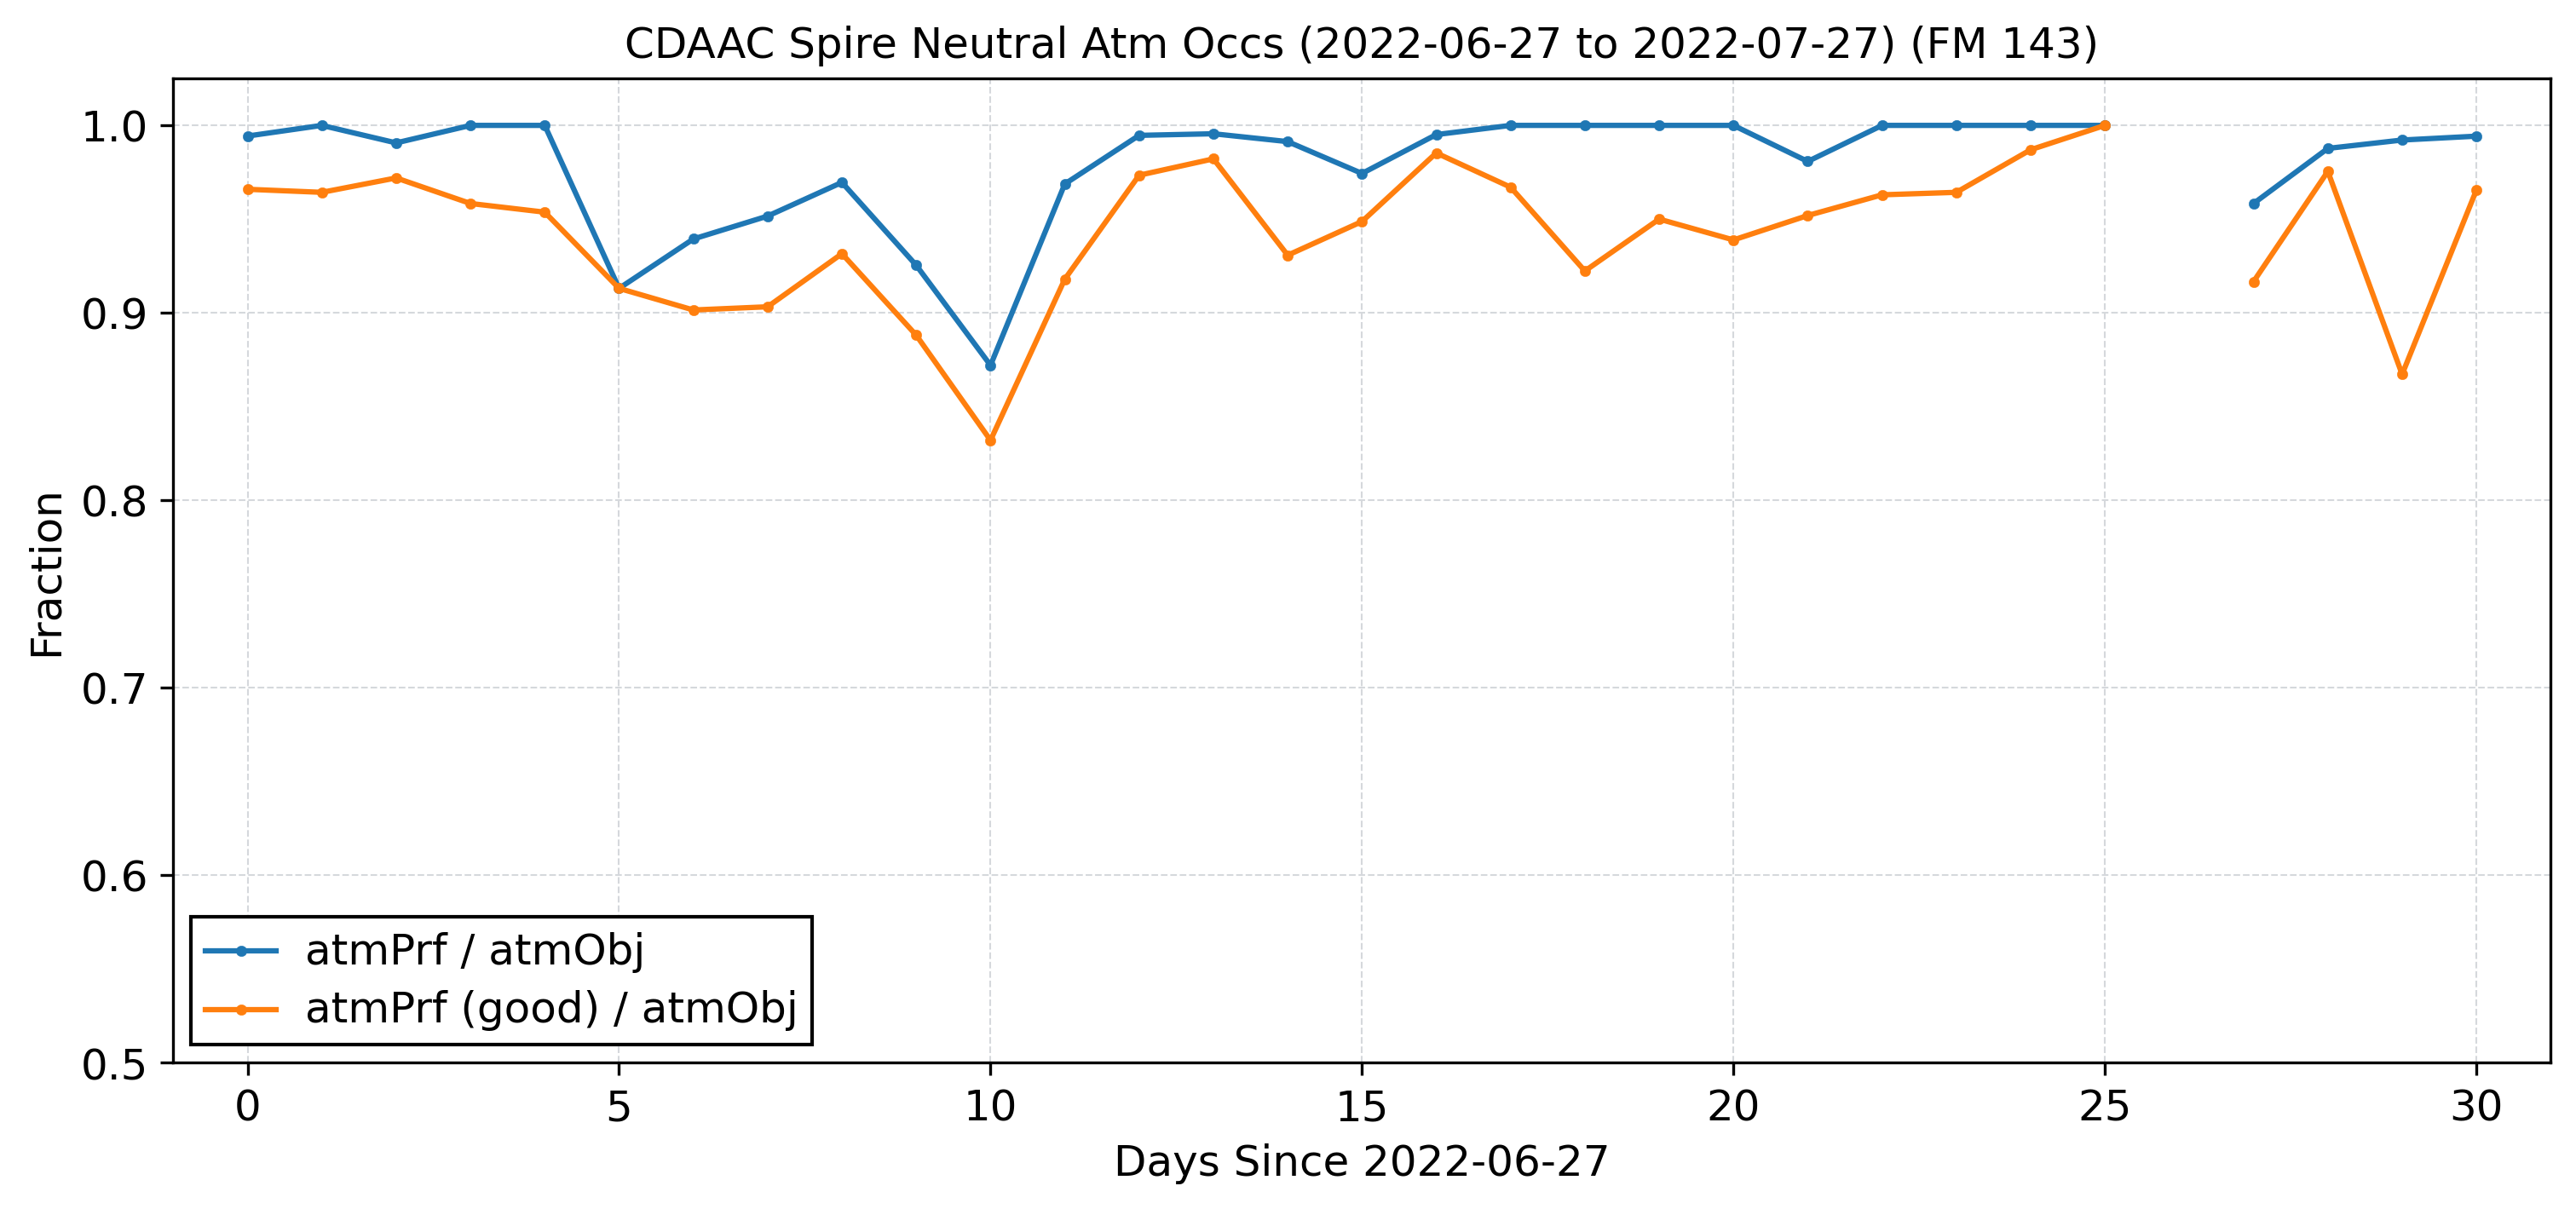 CDAAC Spire Neutral Atm Occs (2022-06-27 to 2022-07-27) (FM 143)
1.0
0.9
0.8
0.7
0.6
0.5
Fraction
atmPrf / atmObj
atmPrf (good) / atmObj
0 5 10 15 20 25 30
Days Since 2022-06-27